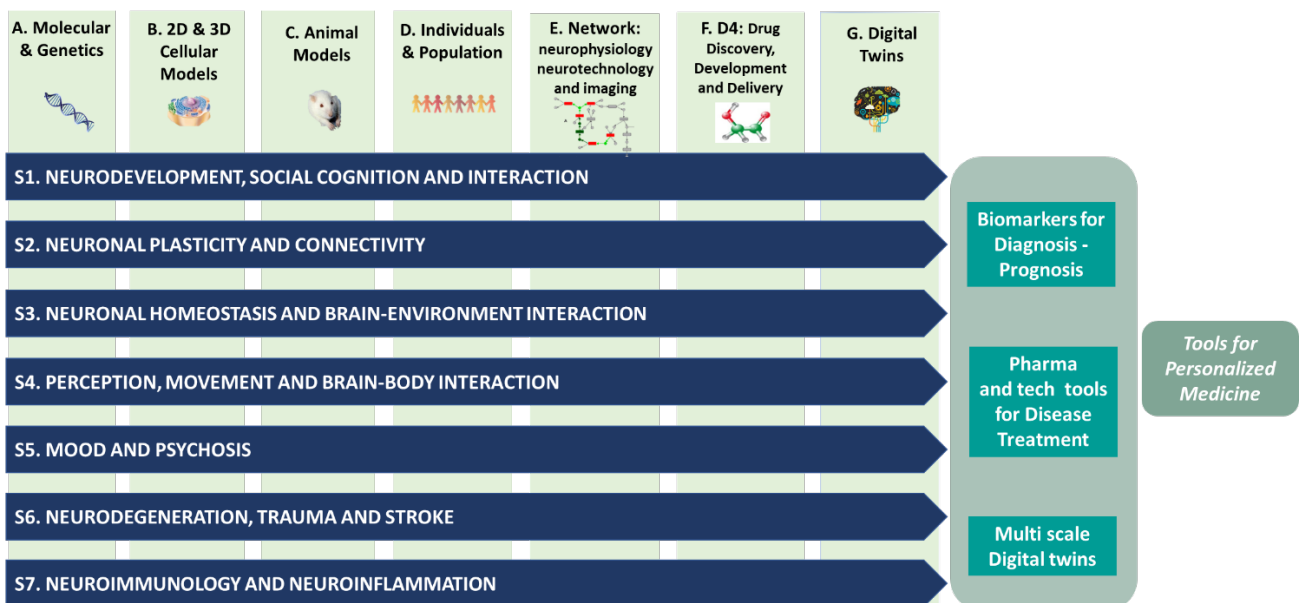 A. Molecular
& Genetics
B. 2D & 3D
Cellular
Models
C. Animal
Models
D. Individuals
& Population
E. Network:
neurophysiology
neurotechnology
and imaging
F. D4: Drug
Discovery,
Development
and Delivery
G. Digital
Twins
S1. NEURODEVELOPMENT, SOCIAL COGNITION AND INTERACTION
S2. NEURONAL PLASTICITY AND CONNECTIVITY
S3. NEURONAL HOMEOSTASIS AND BRAIN-ENVIRONMENT INTERACTION
S4. PERCEPTION, MOVEMENT AND BRAIN-BODY INTERACTION
S5. MOOD AND PSYCHOSIS
S6. NEURODEGENERATION, TRAUMA AND STROKE
S7. NEUROIMMUNOLOGY AND NEUROINFLAMMATION
Biomarkers for
Diagnosis -
Prognosis
Pharma
and tech tools
for Disease
Treatment
Multi scale
Digital twins
Tools for
Personalized
Medicine